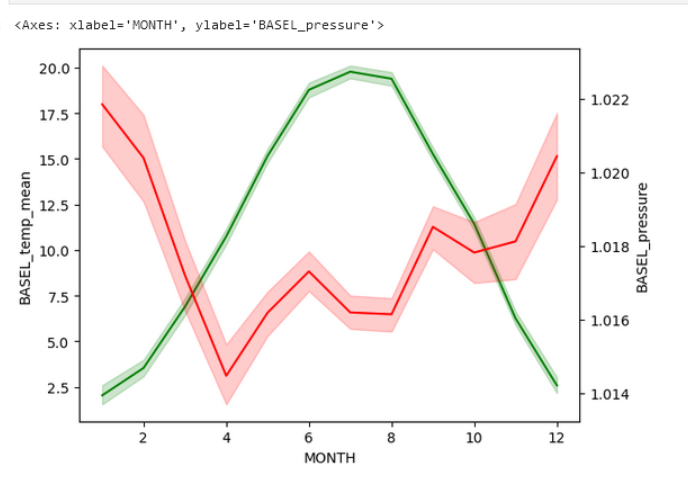 <Axes: xlabel='MONTH', ylabel='BASEL_pressure'>
20.0
17.5
15.0
12.5
10.0
7.5
5.0
2.5
BASEL_temp_mean
1.022
1.020
1.018
1.016
1.014
BASEL_pressure
2 4 6 8 10 12
MONTH